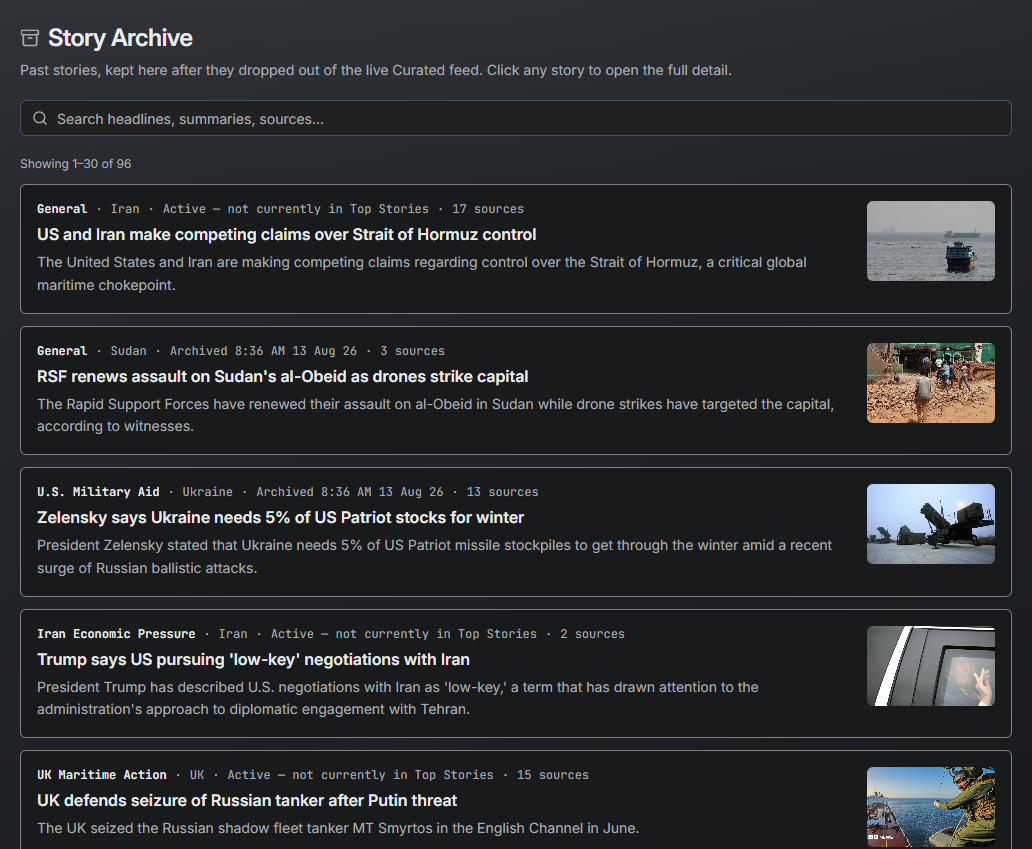 Story Archive
Past stories, kept here after they dropped out of the live Curated feed. Click any story to open the full detail.
Search headlines, summaries, sources...
Showing 1–30 of 96
General · Iran · Active — not currently in Top Stories · 17 sources
US and Iran make competing claims over Strait of Hormuz control
The United States and Iran are making competing claims regarding control over the Strait of Hormuz, a critical global
maritime chokepoint.
General · Sudan · Archived 8:36 AM 13 Aug 26 · 3 sources
RSF renews assault on Sudan's al-Obeid as drones strike capital
The Rapid Support Forces have renewed their assault on al-Obeid in Sudan while drone strikes have targeted the capital,
according to witnesses.
U.S. Military Aid · Ukraine · Archived 8:36 AM 13 Aug 26 · 13 sources
Zelensky says Ukraine needs 5% of US Patriot stocks for winter
President Zelensky stated that Ukraine needs 5% of US Patriot missile stockpiles to get through the winter amid a recent
surge of Russian ballistic attacks.
Iran Economic Pressure · Iran · Active — not currently in Top Stories · 2 sources
Trump says US pursuing 'low-key' negotiations with Iran
President Trump has described U.S. negotiations with Iran as 'low-key,' a term that has drawn attention to the
administration's approach to diplomatic engagement with Tehran.
UK Maritime Action · UK · Active — not currently in Top Stories · 15 sources
UK defends seizure of Russian tanker after Putin threat
The UK seized the Russian shadow fleet tanker MT Smyrtos in the English Channel in June.
BBC NEWS